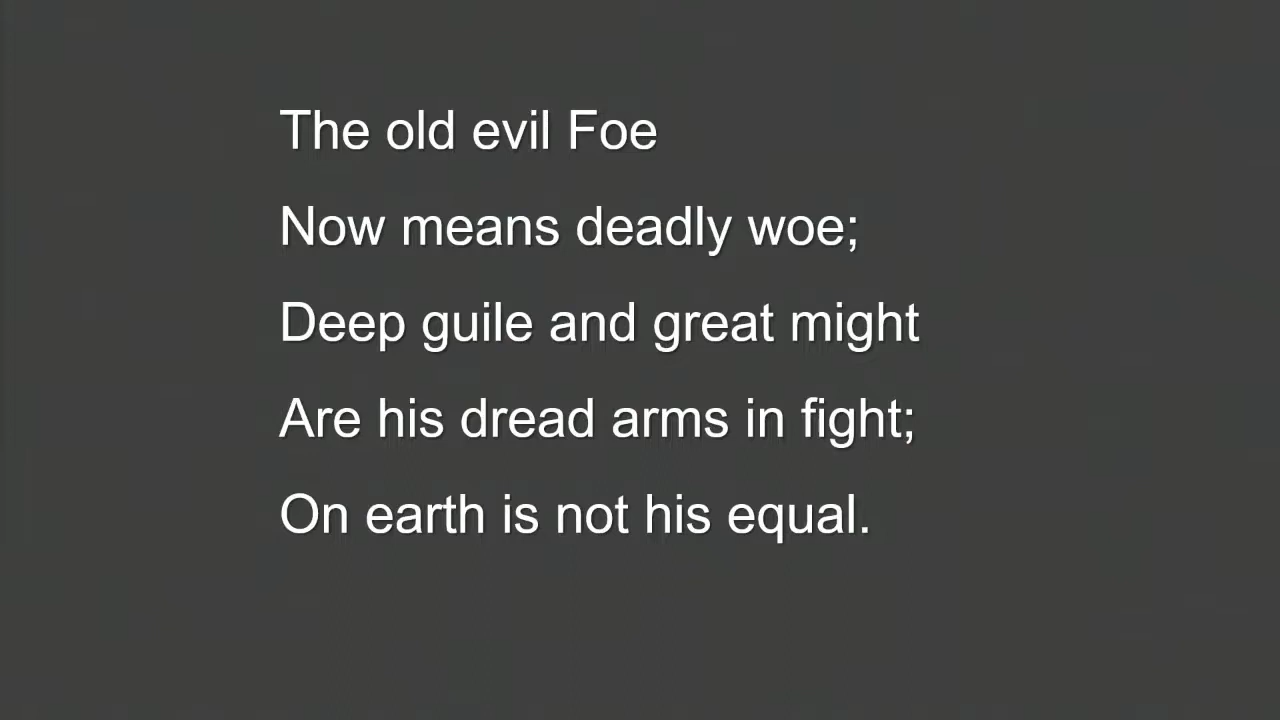 The old evil Foe
Now means deadly woe;
Deep guile and great might
Are his dread arms in fight;
On earth is not his equal.